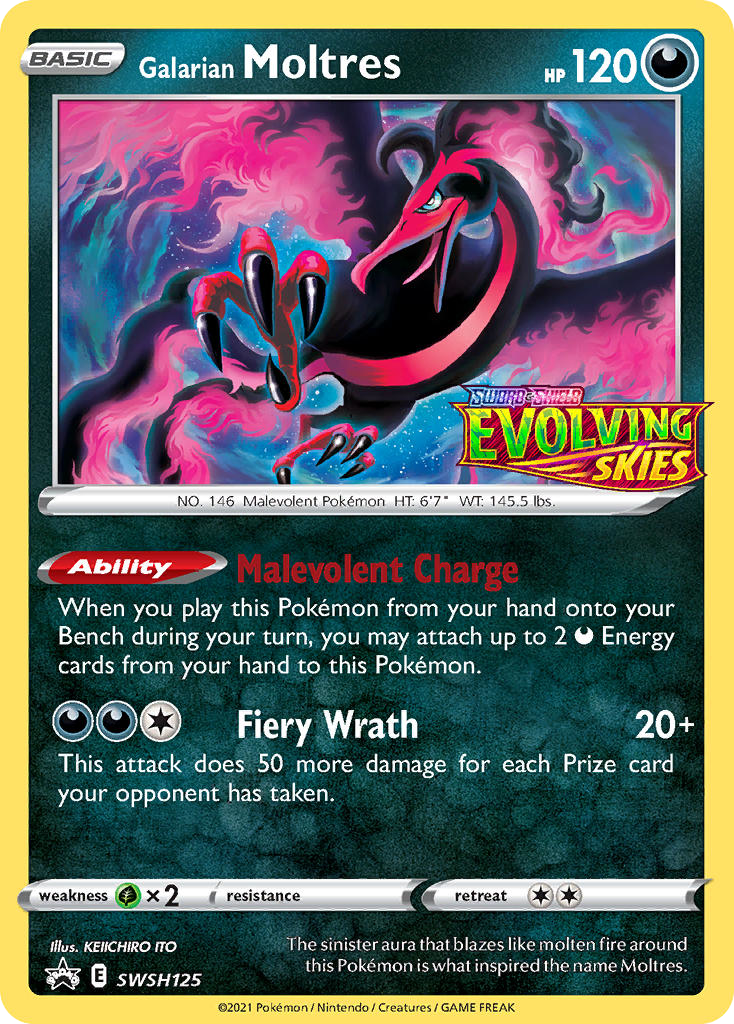 BASIC
Galarian Moltres
HP 120
SWORD & SHIELD
EVOLVING
SKIES
NO. 146 Malevolent Pokémon HT: 6'7" WT: 145.5 lbs.
Ability Malevolent Charge
When you play this Pokémon from your hand onto your
Bench during your turn, you may attach up to 2 Energy
cards from your hand to this Pokémon.
Fiery Wrath 20+
This attack does 50 more damage for each Prize card
your opponent has taken.
weakness ×2 resistance retreat
Illus. KEIICHIRO ITO
The sinister aura that blazes like molten fire around
this Pokémon is what inspired the name Moltres.
E SWSH125
©2021 Pokémon / Nintendo / Creatures / GAME FREAK